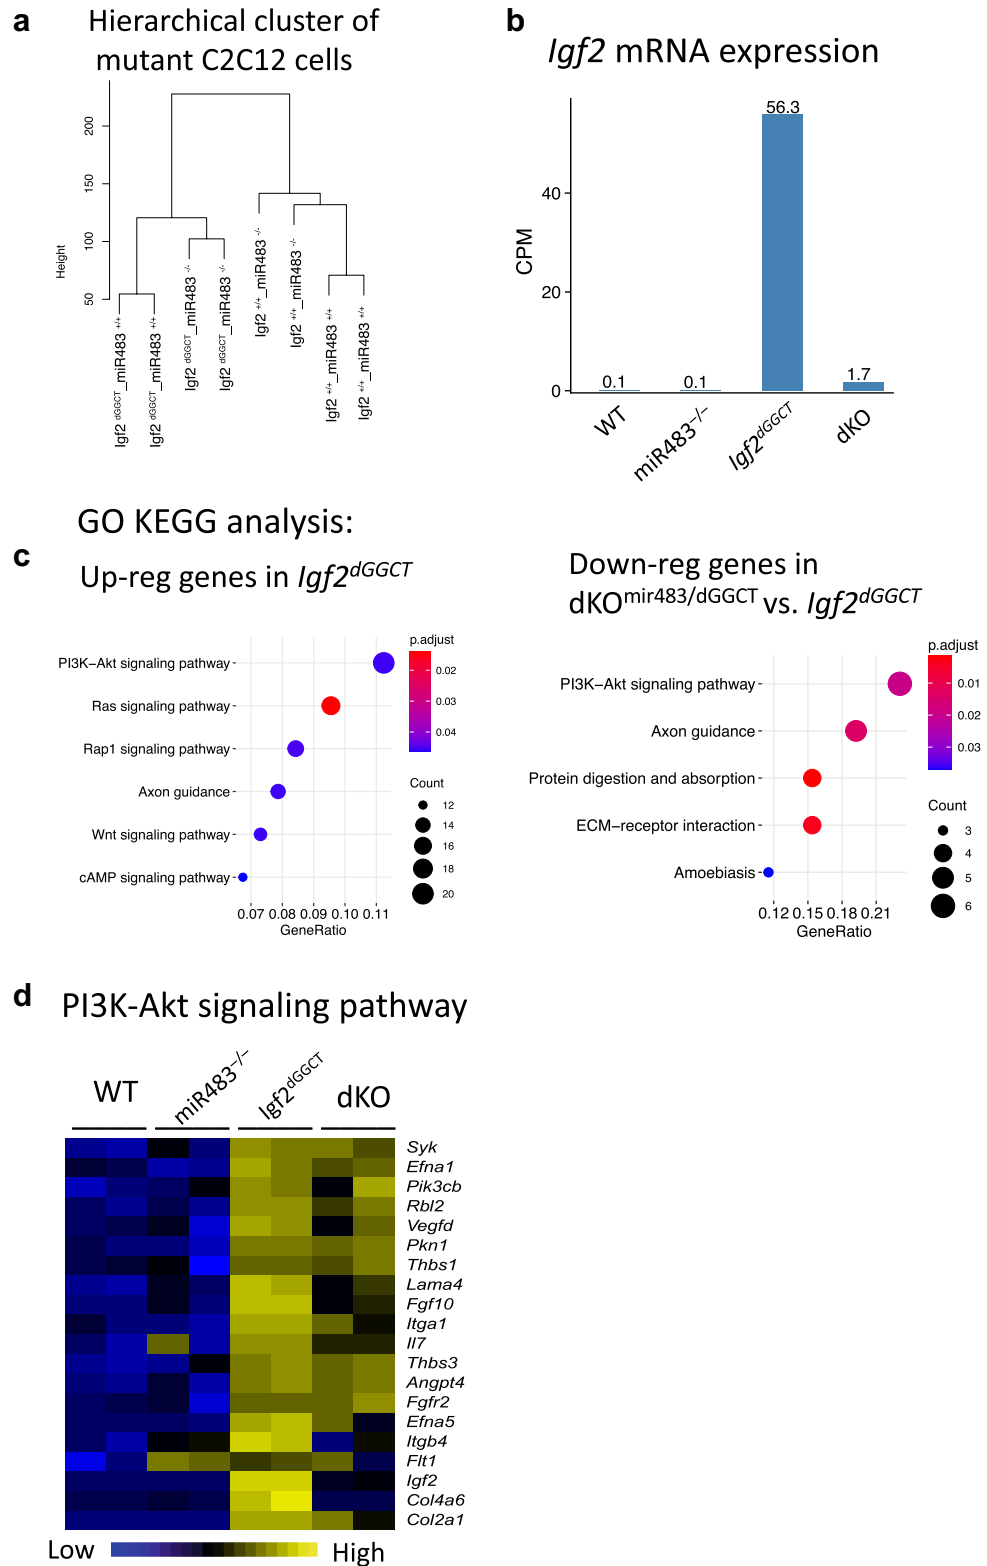 a
Hierarchical cluster of
mutant C2C12 cells
Height
200
150
100
50
Igf2 dGGCT_miR483 +/+
Igf2 dGGCT_miR483 +/+
Igf2 dGGCT_miR483 -/-
Igf2 dGGCT_miR483 -/-
Igf2 +/+_miR483 -/-
Igf2 +/+_miR483 -/-
Igf2 +/+_miR483 +/+
Igf2 +/+_miR483 +/+
b
Igf2 mRNA expression
CPM
40
20
0
0.1
0.1
56.3
1.7
WT
miR483−/−
Igf2dGGCT
dKO
GO KEGG analysis:
c
Up-reg genes in Igf2dGGCT
PI3K−Akt signaling pathway
Ras signaling pathway
Rap1 signaling pathway
Axon guidance
Wnt signaling pathway
cAMP signaling pathway
0.07 0.08 0.09 0.10 0.11
GeneRatio
p.adjust
0.02
0.03
0.04
Count
12
14
16
18
20
Down-reg genes in
dKOmir483/dGGCT vs. Igf2dGGCT
PI3K−Akt signaling pathway
Axon guidance
Protein digestion and absorption
ECM−receptor interaction
Amoebiasis
0.12 0.15 0.18 0.21
GeneRatio
p.adjust
0.01
0.02
0.03
Count
3
4
5
6
d
PI3K-Akt signaling pathway
WT
miR483−/−
Igf2dGGCT
dKO
Syk
Efna1
Pik3cb
Rbl2
Vegfd
Pkn1
Thbs1
Lama4
Fgf10
Itga1
Il7
Thbs3
Angpt4
Fgfr2
Efna5
Itgb4
Flt1
Igf2
Col4a6
Col2a1
Low
High